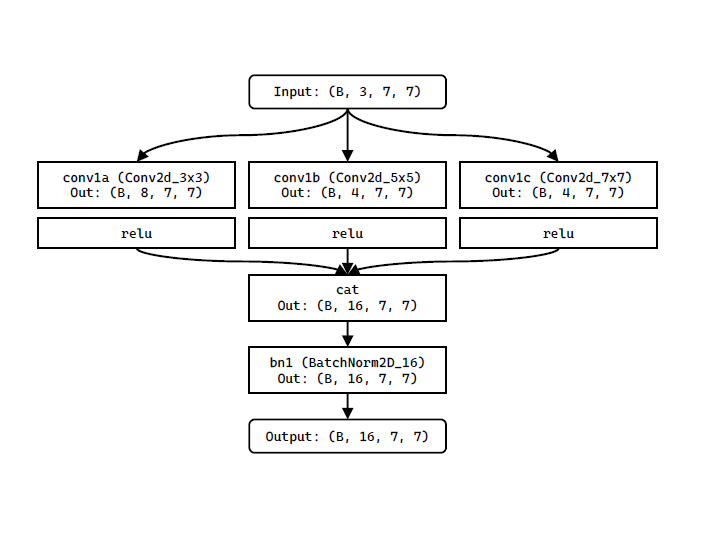 Input: (B, 3, 7, 7)
conv1a (Conv2d_3x3)
Out: (B, 8, 7, 7)
conv1b (Conv2d_5x5)
Out: (B, 4, 7, 7)
conv1c (Conv2d_7x7)
Out: (B, 4, 7, 7)
relu
relu
relu
cat
Out: (B, 16, 7, 7)
bn1 (BatchNorm2D_16)
Out: (B, 16, 7, 7)
Output: (B, 16, 7, 7)